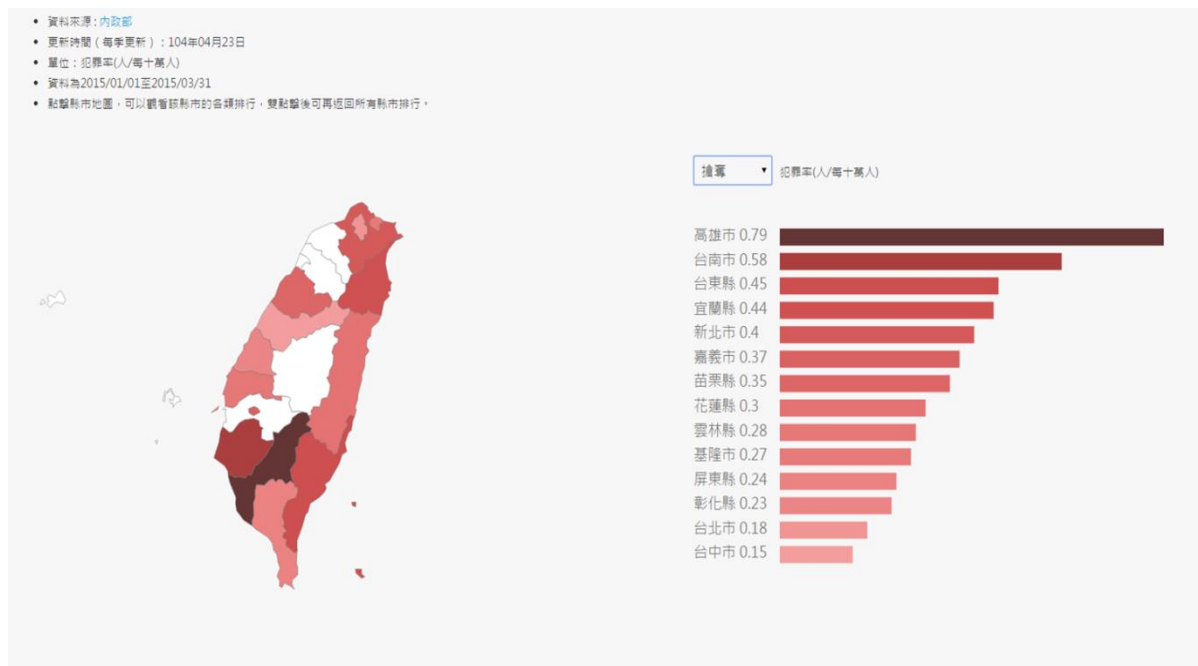 資料來源:內政部
更新時間(每季更新):104年04月23日
單位:犯罪率(人/每十萬人)
資料為2015/01/01至2015/03/31
點擊縣市地圖,可以觀看該縣市的各類排行,雙點擊後可再返回所有縣市排行。
搶奪 犯罪率(人/每十萬人)
高雄市 0.79
台南市 0.58
台東縣 0.45
宜蘭縣 0.44
新北市 0.4
嘉義市 0.37
苗栗縣 0.35
花蓮縣 0.3
雲林縣 0.28
基隆市 0.27
屏東縣 0.24
彰化縣 0.23
台北市 0.18
台中市 0.15